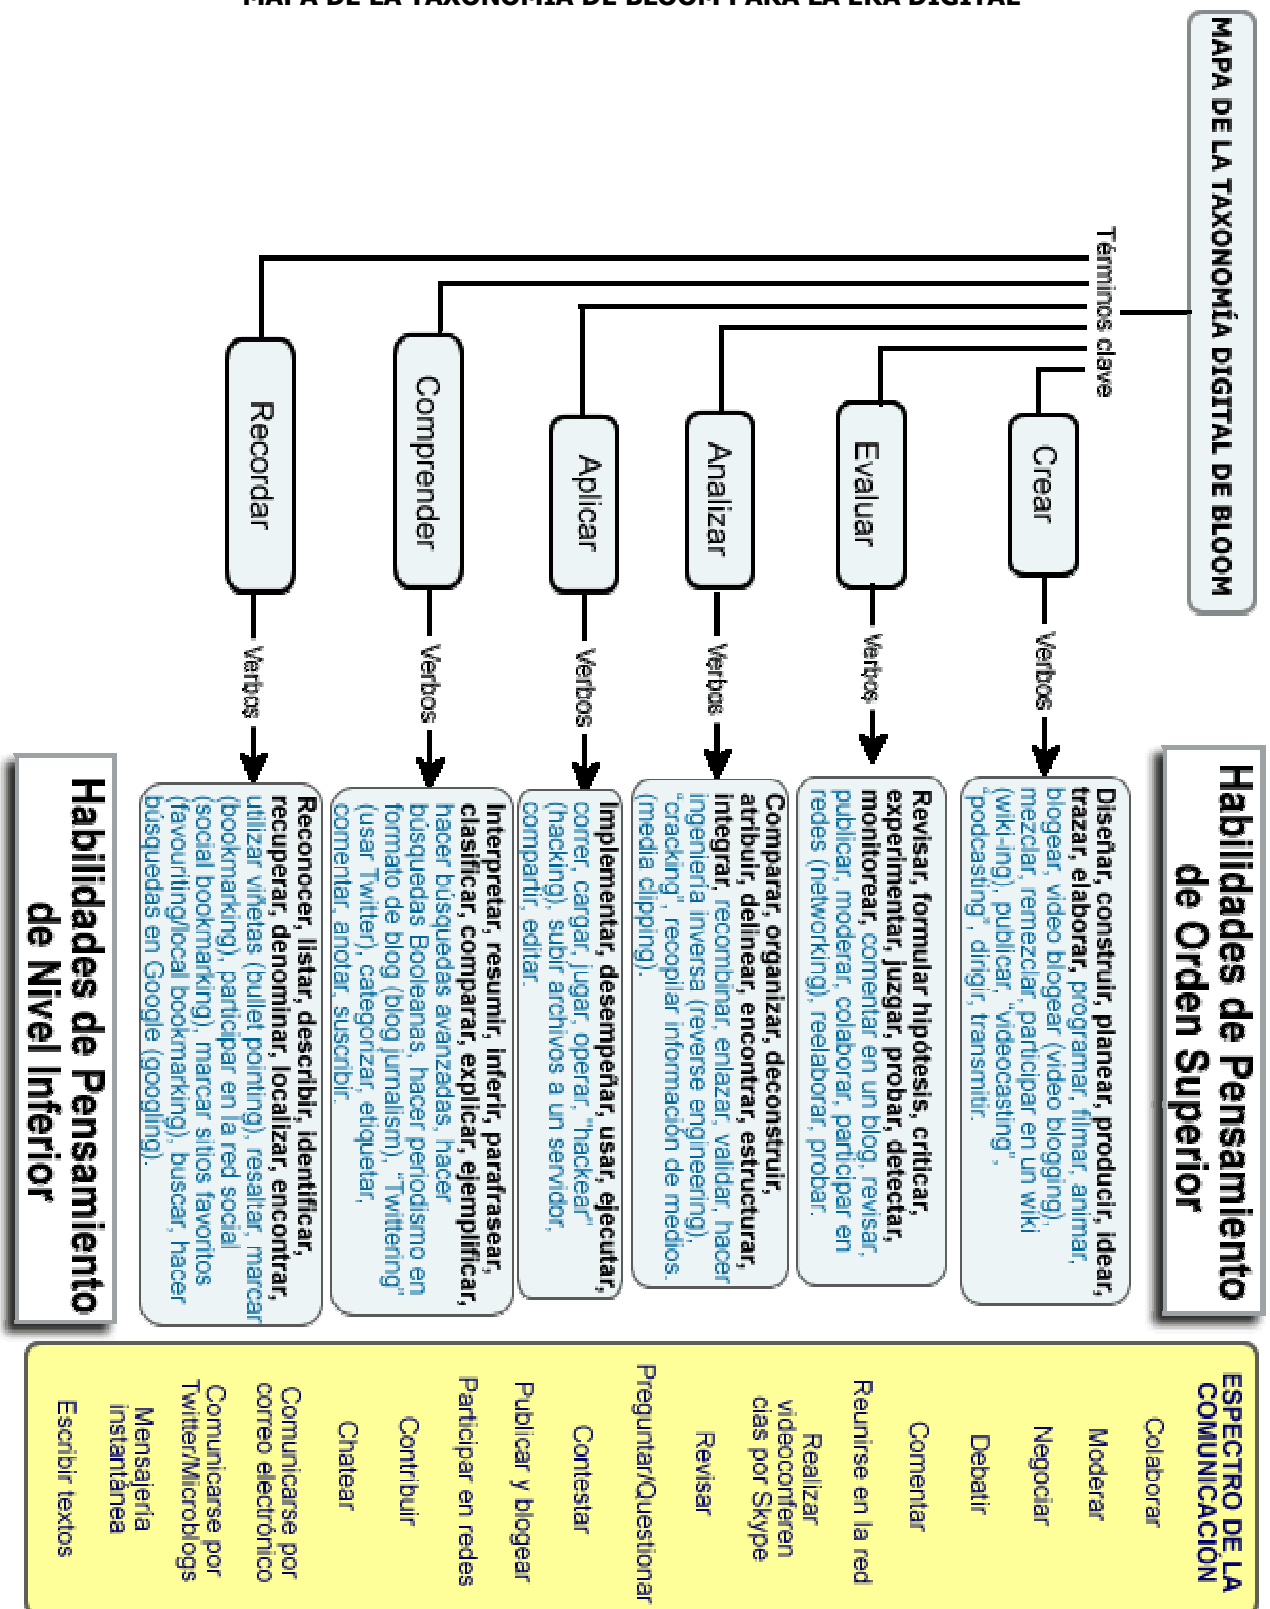 MAPA DE LA TAXONOMÍA DE BLOOM PARA LA ERA DIGITAL
MAPA DE LA TAXONOMÍA DIGITAL DE BLOOM
Términos clave
Habilidades de Pensamiento
de Orden Superior
Crear
Verbos
Diseñar, construir, planear, producir, idear,
trazar, elaborar, programar, filmar, animar,
blogear, video blogear (video blogging),
mezclar, remezclar, participar en un wiki
(wiki-ing), publicar, "videocasting",
"podcasting", dirigir, transmitir.
Evaluar
Verbos
Revisar, formular hipótesis, criticar,
experimentar, juzgar, probar, detectar,
monitorear, comentar en un blog, revisar,
publicar, moderar, colaborar, participar en
redes (networking), reelaborar, probar.
Analizar
Verbos
Comparar, organizar, deconstruir,
atribuir, delinear, encontrar, estructurar,
integrar, recombinar, enlazar, validar, hacer
ingeniería inversa (reverse engineering),
"cracking", recopilar información de medios
(media clipping).
Aplicar
Verbos
Implementar, desempeñar, usar, ejecutar,
correr, cargar, jugar, operar, "hackear"
(hacking), subir archivos a un servidor,
compartir, editar.
Comprender
Verbos
Interpretar, resumir, inferir, parafrasear,
clasificar, comparar, explicar, ejemplificar,
hacer búsquedas avanzadas, hacer
búsquedas Booleanas, hacer periodismo en
formato de blog (blog jurnalism), "Twittering"
(usar Twitter), categorizar, etiquetar,
comentar, anotar, suscribir.
Recordar
Verbos
Reconocer, listar, describir, identificar,
recuperar, denominar, localizar, encontrar,
utilizar viñetas (bullet pointing), resaltar, marcar
(bookmarking), participar en la red social
(social bookmarking), marcar sitios favoritos
(favouriting/local bookmarking), buscar, hacer
búsquedas en Google (googling).
Habilidades de Pensamiento
de Nivel Inferior
ESPECTRO DE LA
COMUNICACIÓN
Colaborar
Moderar
Negociar
Debatir
Comentar
Reunirse en la red
Realizar
videoconferen
cias por Skype
Revisar
Preguntar/Questionar
Contestar
Publicar y blogear
Participar en redes
Contribuir
Chatear
Comunicarse por
correo electrónico
Comunicarse por
Twitter/Microblogs
Mensajería
instantánea
Escribir textos